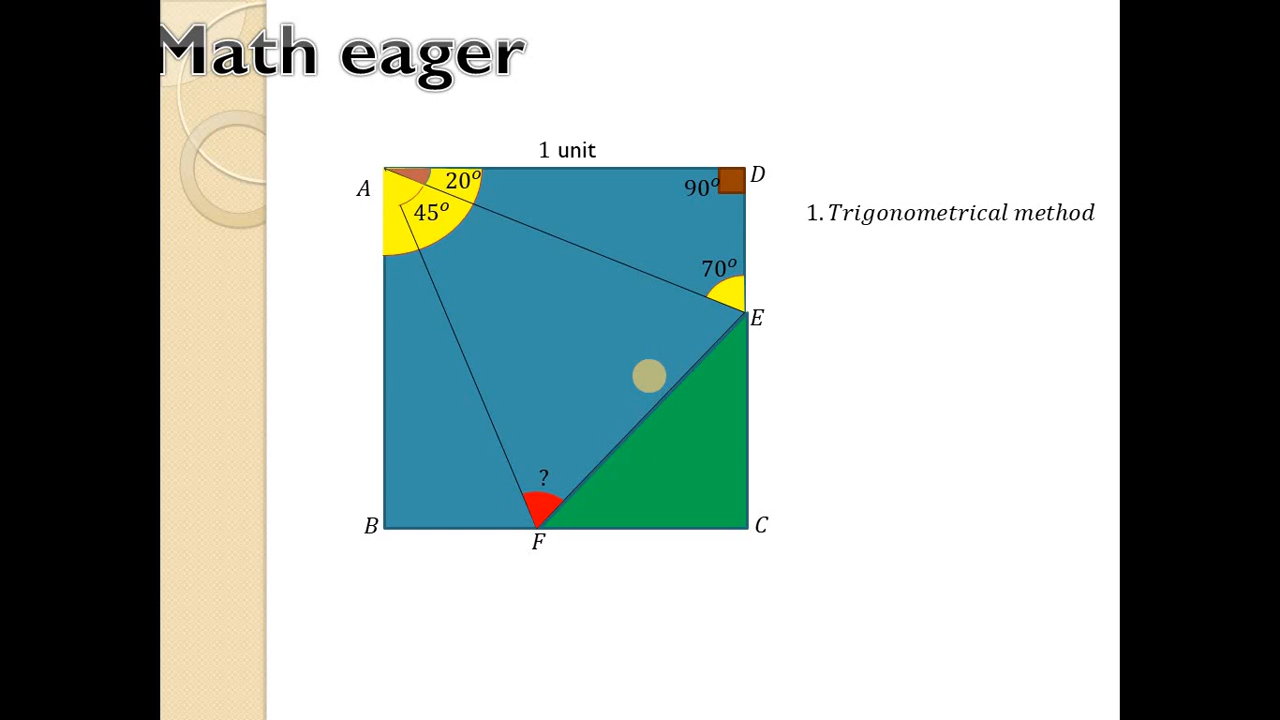 Math eager
1 unit
A
20°
90°
D
1. Trigonometrical method
45°
70°
E
?
B
F
C